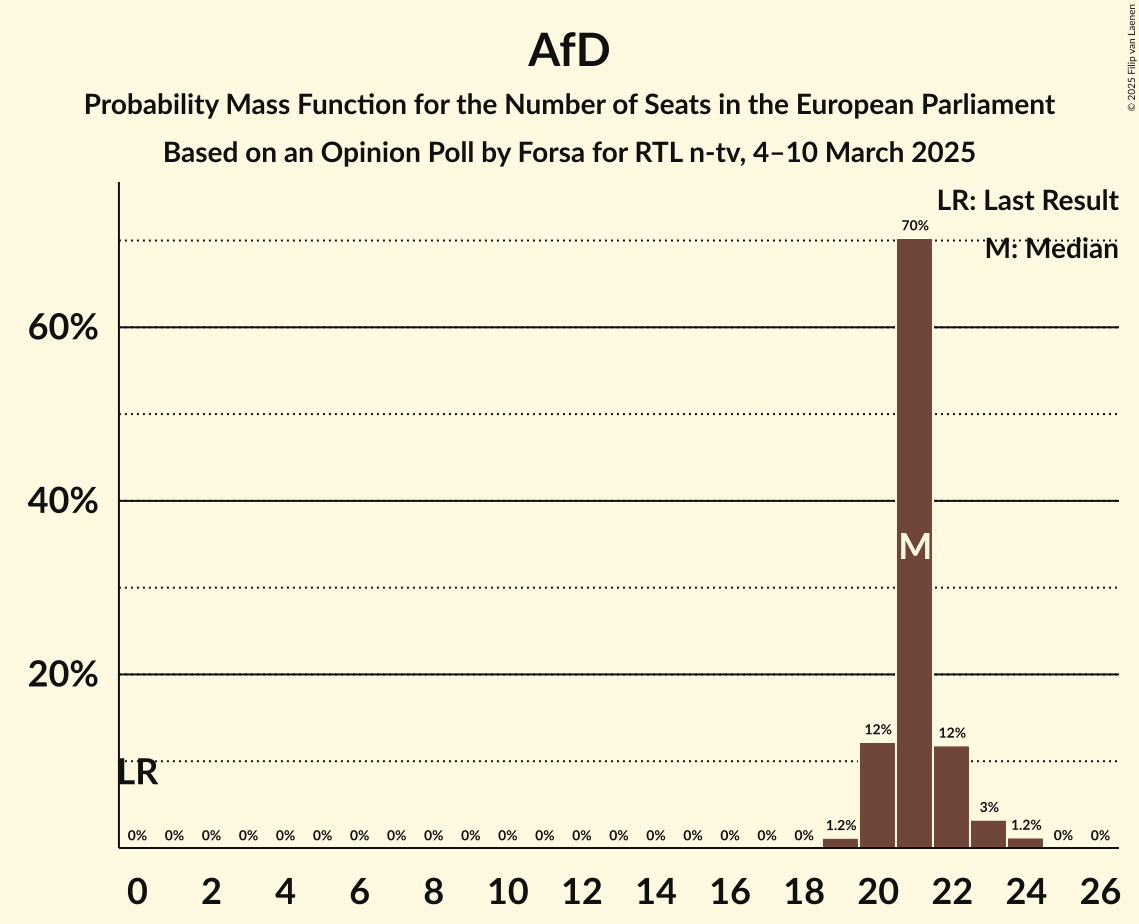 AfD
Probability Mass Function for the Number of Seats in the European Parliament
Based on an Opinion Poll by Forsa for RTL n-tv, 4–10 March 2025
© 2025 Filip van Laenen
LR: Last Result
M: Median
60%
40%
20%
70%
M
LR
0% 0% 0% 0% 0% 0% 0% 0% 0% 0% 0% 0% 0% 0% 0% 0% 0% 0% 0% 1.2% 12% 12% 3% 1.2% 0% 0%
0 2 4 6 8 10 12 14 16 18 20 22 24 26